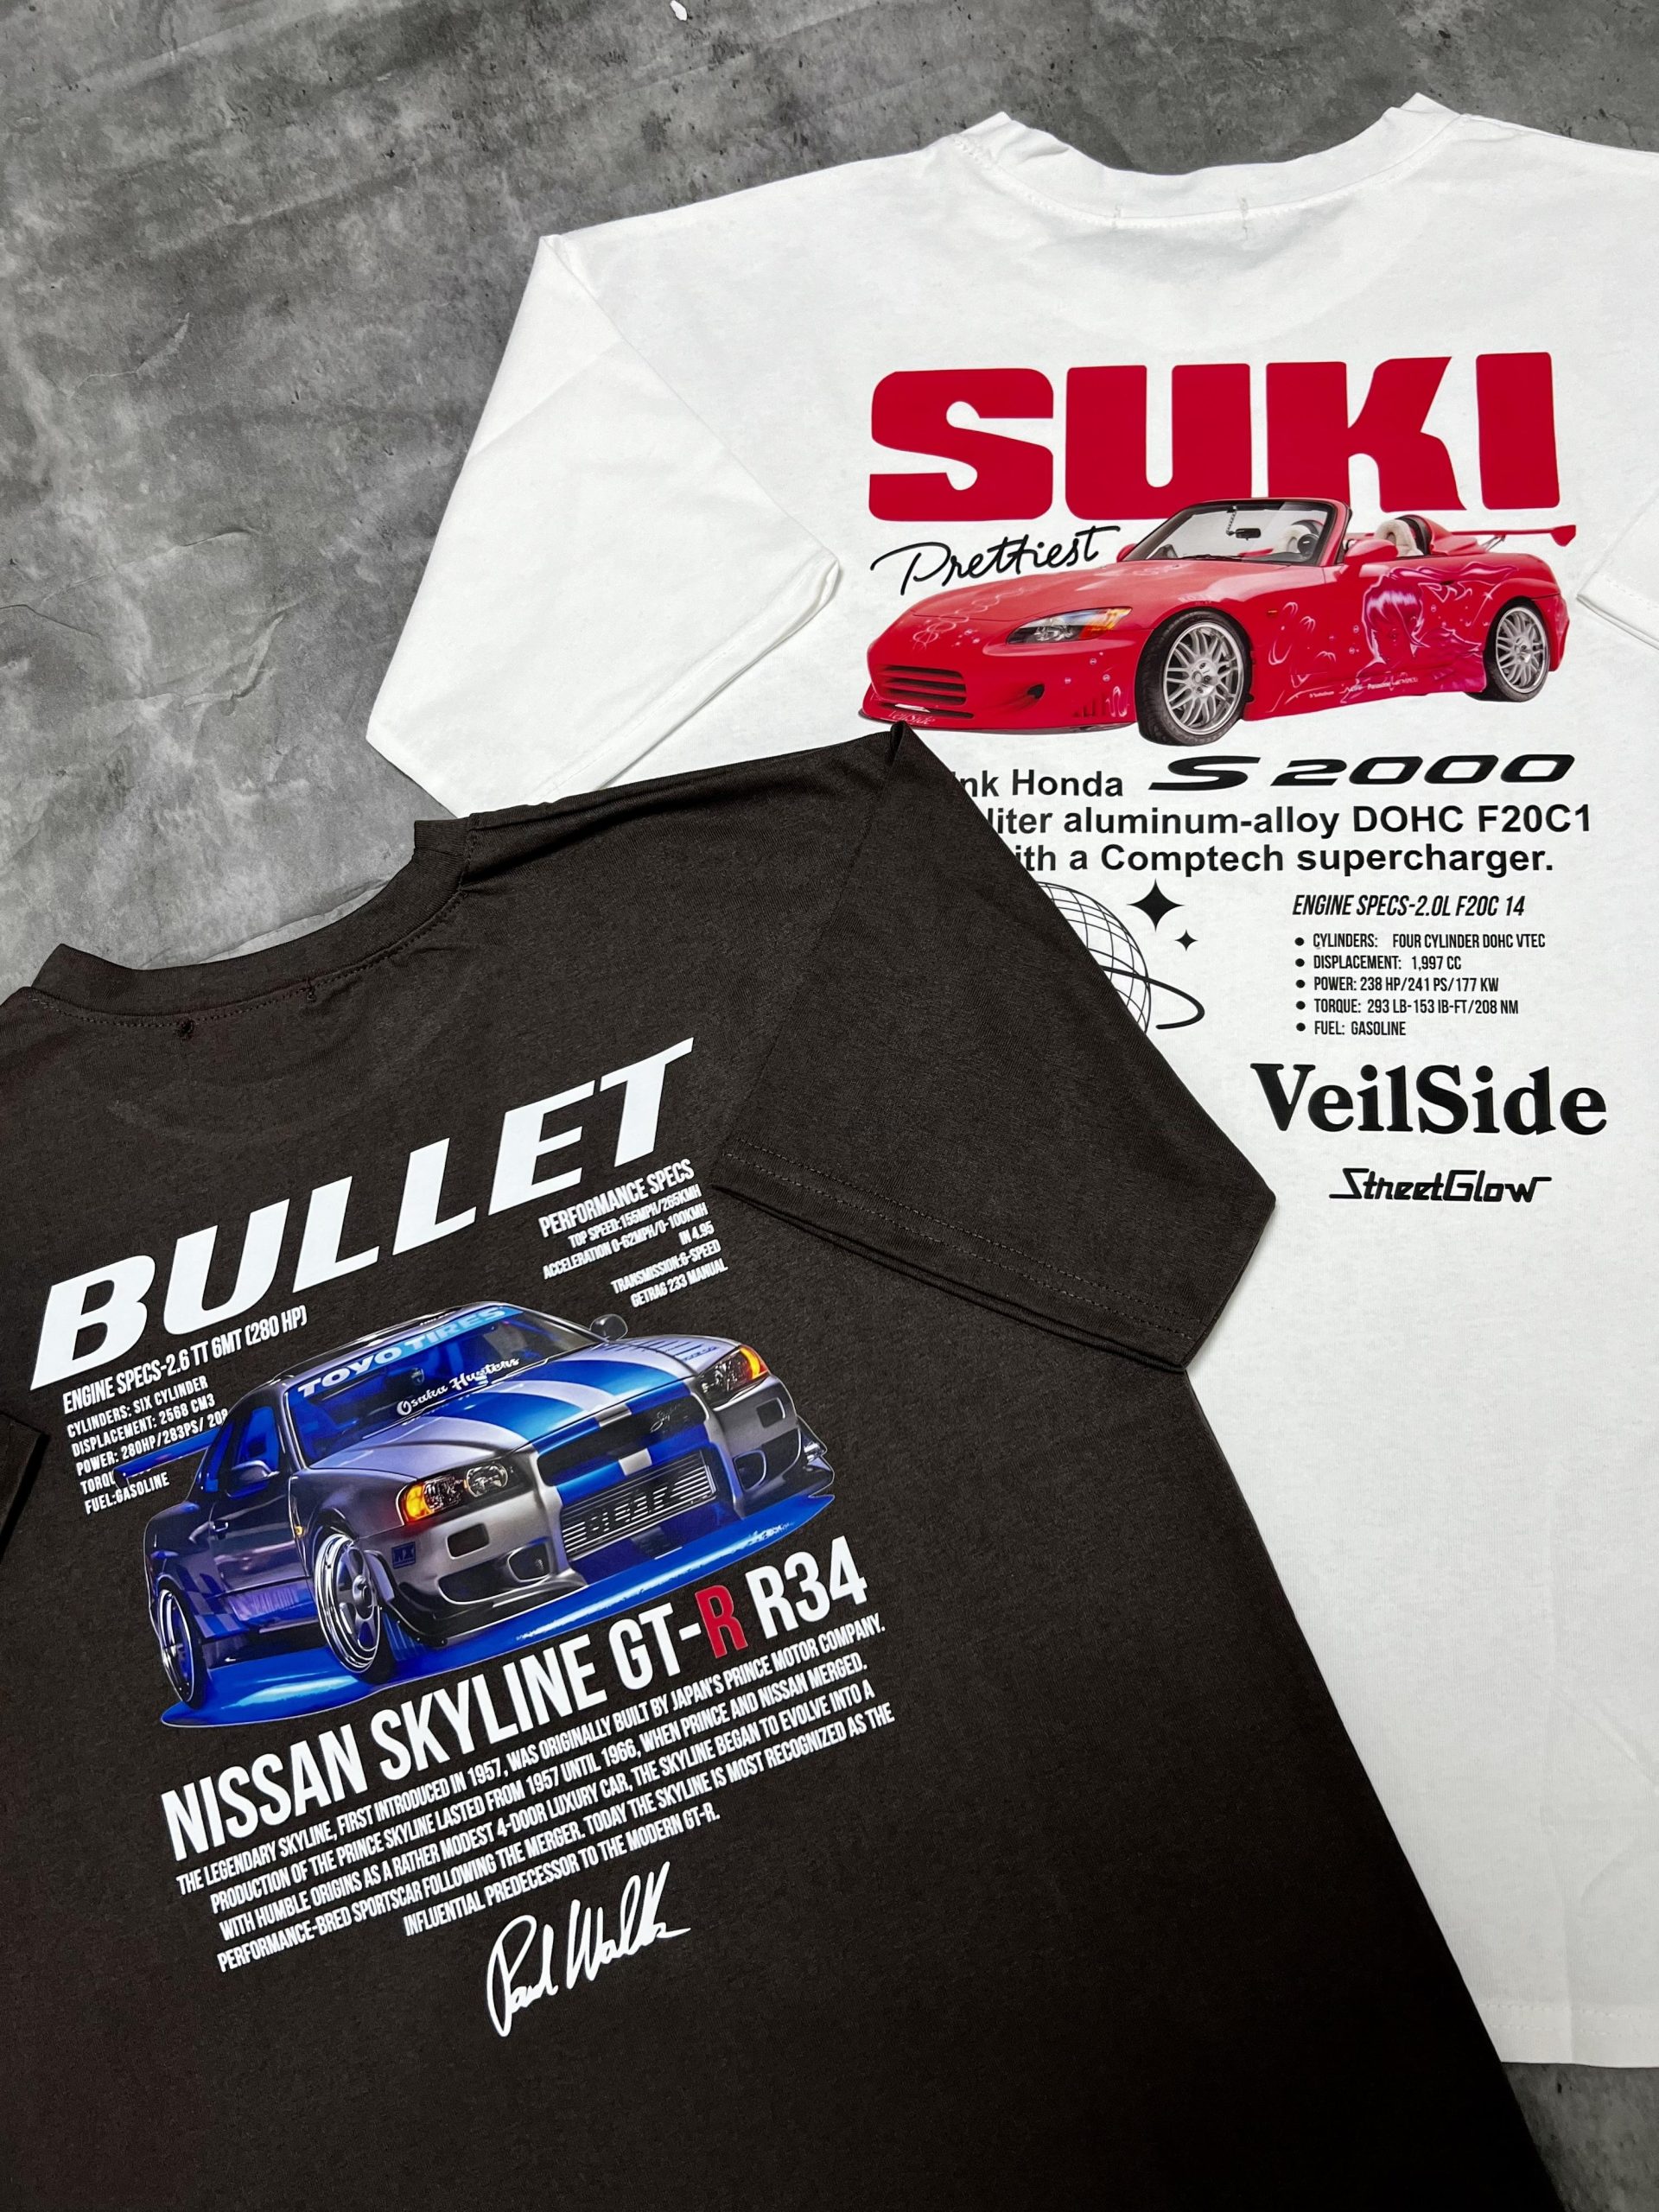 SUKI
Prettiest
VeilSide
nk Honda S2000
liter aluminum-alloy DOHC F20C1
ith a Comptech supercharger.
ENGINE SPECS-2.0L F20C 14
• CYLINDERS: FOUR CYLINDER DOHC VTEC
• DISPLACEMENT: 1,997 CC
• POWER: 238 HP/241 PS/177 KW
• TORQUE: 293 LB-153 IB-FT/208 NM
• FUEL: GASOLINE
VeilSide
StreetGlow
BULLET
PERFORMANCE SPECS
TOP SPEED:155MPH/265KMH
ACCELERATION 0-62MPH/0-100KMH
IN 4.95
TRANSMISSION:6-SPEED
GETRAG 233 MANUAL
ENGINE SPECS-2.6 TT 6MT (280 HP)
CYLINDERS: SIX CYLINDER
DISPLACEMENT: 2568 CM3
POWER: 280HP/283PS/ 20
TORQ
FUEL:GASOLINE
TOYO TIRES
Osaka Hunters
NISSAN SKYLINE GT-R R34
THE LEGENDARY SKYLINE, FIRST INTRODUCED IN 1957, WAS ORIGINALLY BUILT BY JAPAN'S PRINCE MOTOR COMPANY.
PRODUCTION OF THE PRINCE SKYLINE LASTED FROM 1957 UNTIL 1966, WHEN PRINCE AND NISSAN MERGED.
WITH HUMBLE ORIGINS AS A RATHER MODEST 4-DOOR LUXURY CAR, THE SKYLINE BEGAN TO EVOLVE INTO A
PERFORMANCE-BRED SPORTSCAR FOLLOWING THE MERGER. TODAY THE SKYLINE IS MOST RECOGNIZED AS THE
INFLUENTIAL PREDECESSOR TO THE MODERN GT-R.
Paul Walker